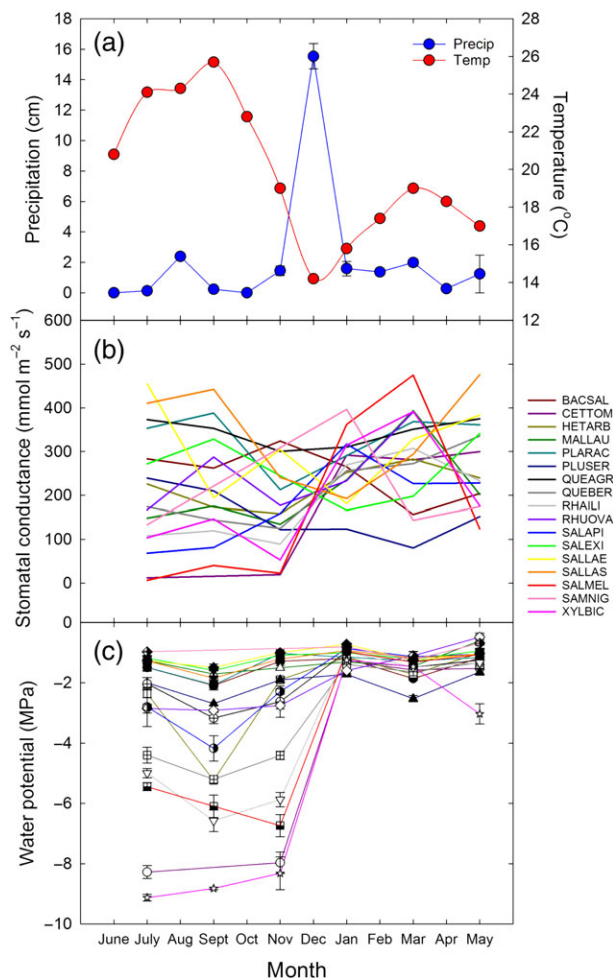 (a)
Precip
Temp
Precipitation (cm)
18
16
14
12
10
8
6
4
2
0
Temperature (°C)
28
26
24
22
20
18
16
14
12
(b)
Stomatal conductance (mmol m⁻² s⁻¹)
600
500
400
300
200
100
0
BACSAL
CETTOM
HETARB
MALLAU
PLARAC
PLUSER
QUEAGR
QUEBER
RHAILI
RHUOVA
SALAPI
SALEXI
SALLAE
SALLAS
SALMEL
SAMNIG
XYLBIC
(c)
Water potential (MPa)
0
−2
−4
−6
−8
−10
June July Aug Sept Oct Nov Dec Jan Feb Mar Apr May
Month